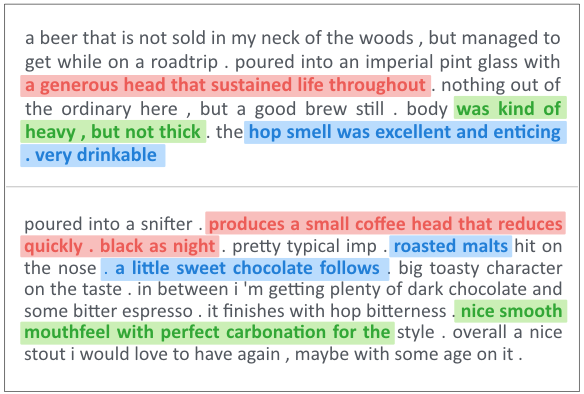 a beer that is not sold in my neck of the woods , but managed to
get while on a roadtrip . poured into an imperial pint glass with
a generous head that sustained life throughout . nothing out of
the ordinary here , but a good brew still . body was kind of
heavy , but not thick . the hop smell was excellent and enticing
. very drinkable
poured into a snifter . produces a small coffee head that reduces
quickly . black as night . pretty typical imp . roasted malts hit on
the nose . a little sweet chocolate follows . big toasty character
on the taste . in between i 'm getting plenty of dark chocolate and
some bitter espresso . it finishes with hop bitterness . nice smooth
mouthfeel with perfect carbonation for the style . overall a nice
stout i would love to have again , maybe with some age on it .